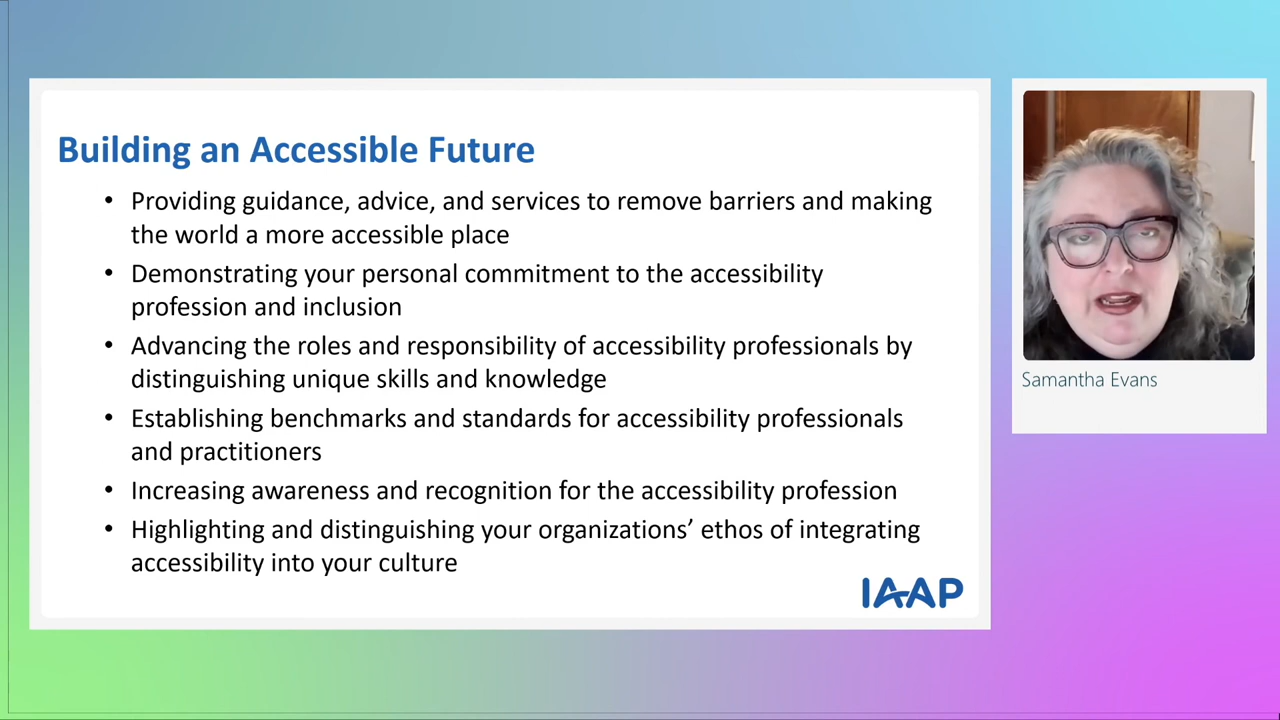 Building an Accessible Future
• Providing guidance, advice, and services to remove barriers and making
the world a more accessible place
• Demonstrating your personal commitment to the accessibility
profession and inclusion
• Advancing the roles and responsibility of accessibility professionals by
distinguishing unique skills and knowledge
• Establishing benchmarks and standards for accessibility professionals
and practitioners
• Increasing awareness and recognition for the accessibility profession
• Highlighting and distinguishing your organizations’ ethos of integrating
accessibility into your culture
IAAP
Samantha Evans